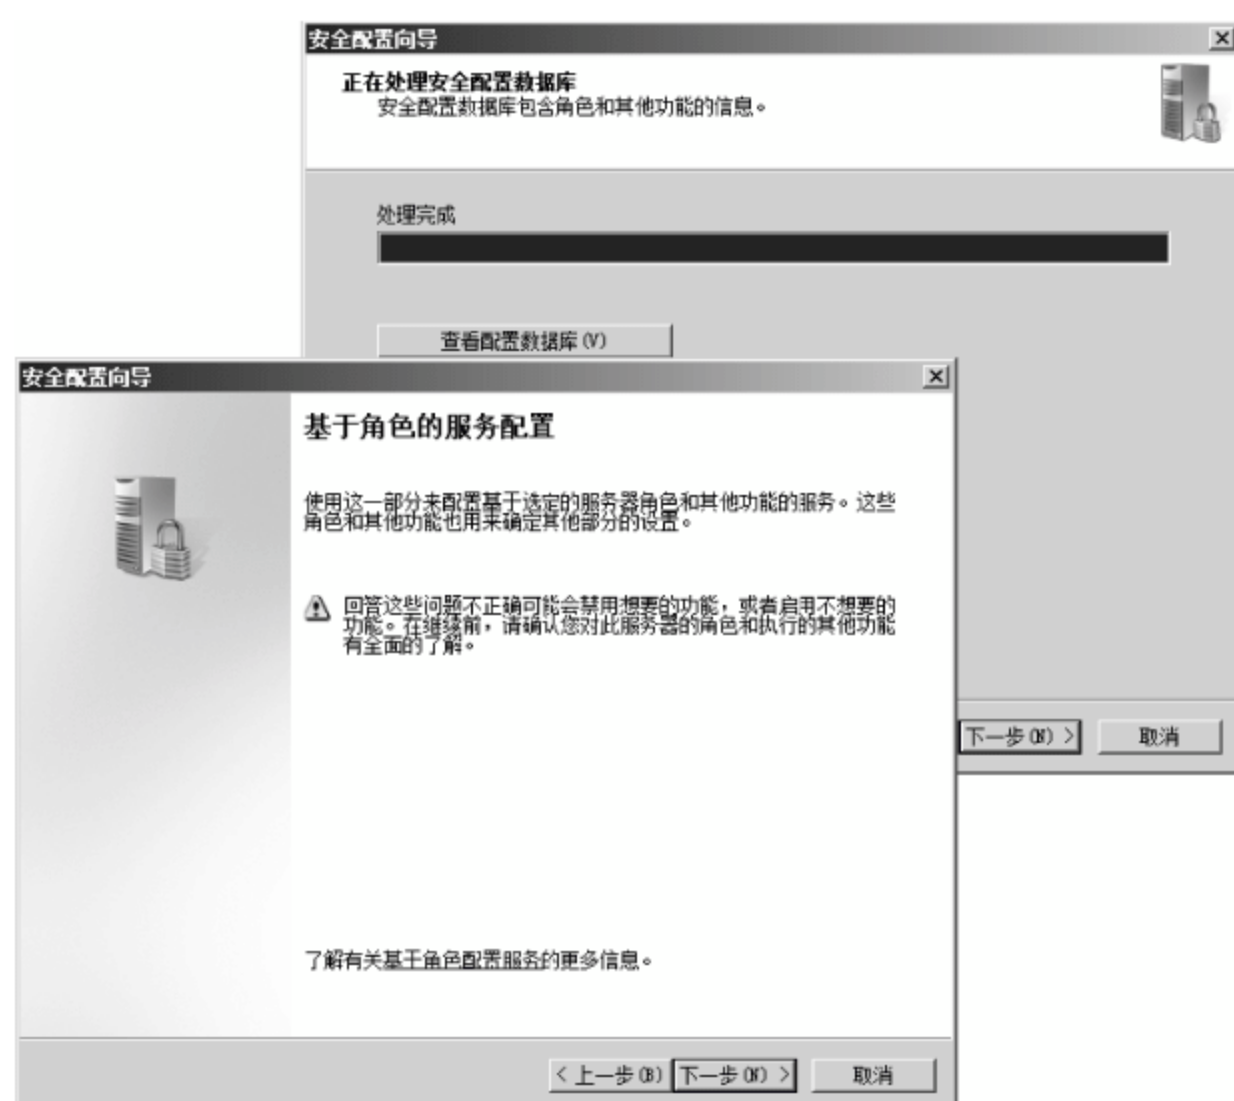 安全配置向导
正在处理安全配置数据库
安全配置数据库包含角色和其他功能的信息。
处理完成
查看配置数据库(V)
下一步(N) >
取消
安全配置向导
基于角色的服务配置
使用这一部分来配置基于选定的服务器角色和其他功能的服务。这些
角色和其他功能也用来确定其他部分的设置。
回答这些问题不正确可能会禁用想要的功能，或者启用不想要的
功能。在继续前，请确认您对此服务器的角色和执行的其他功能
有全面的了解。
了解有关基于角色配置服务的更多信息。
< 上一步(B)
下一步(N) >
取消